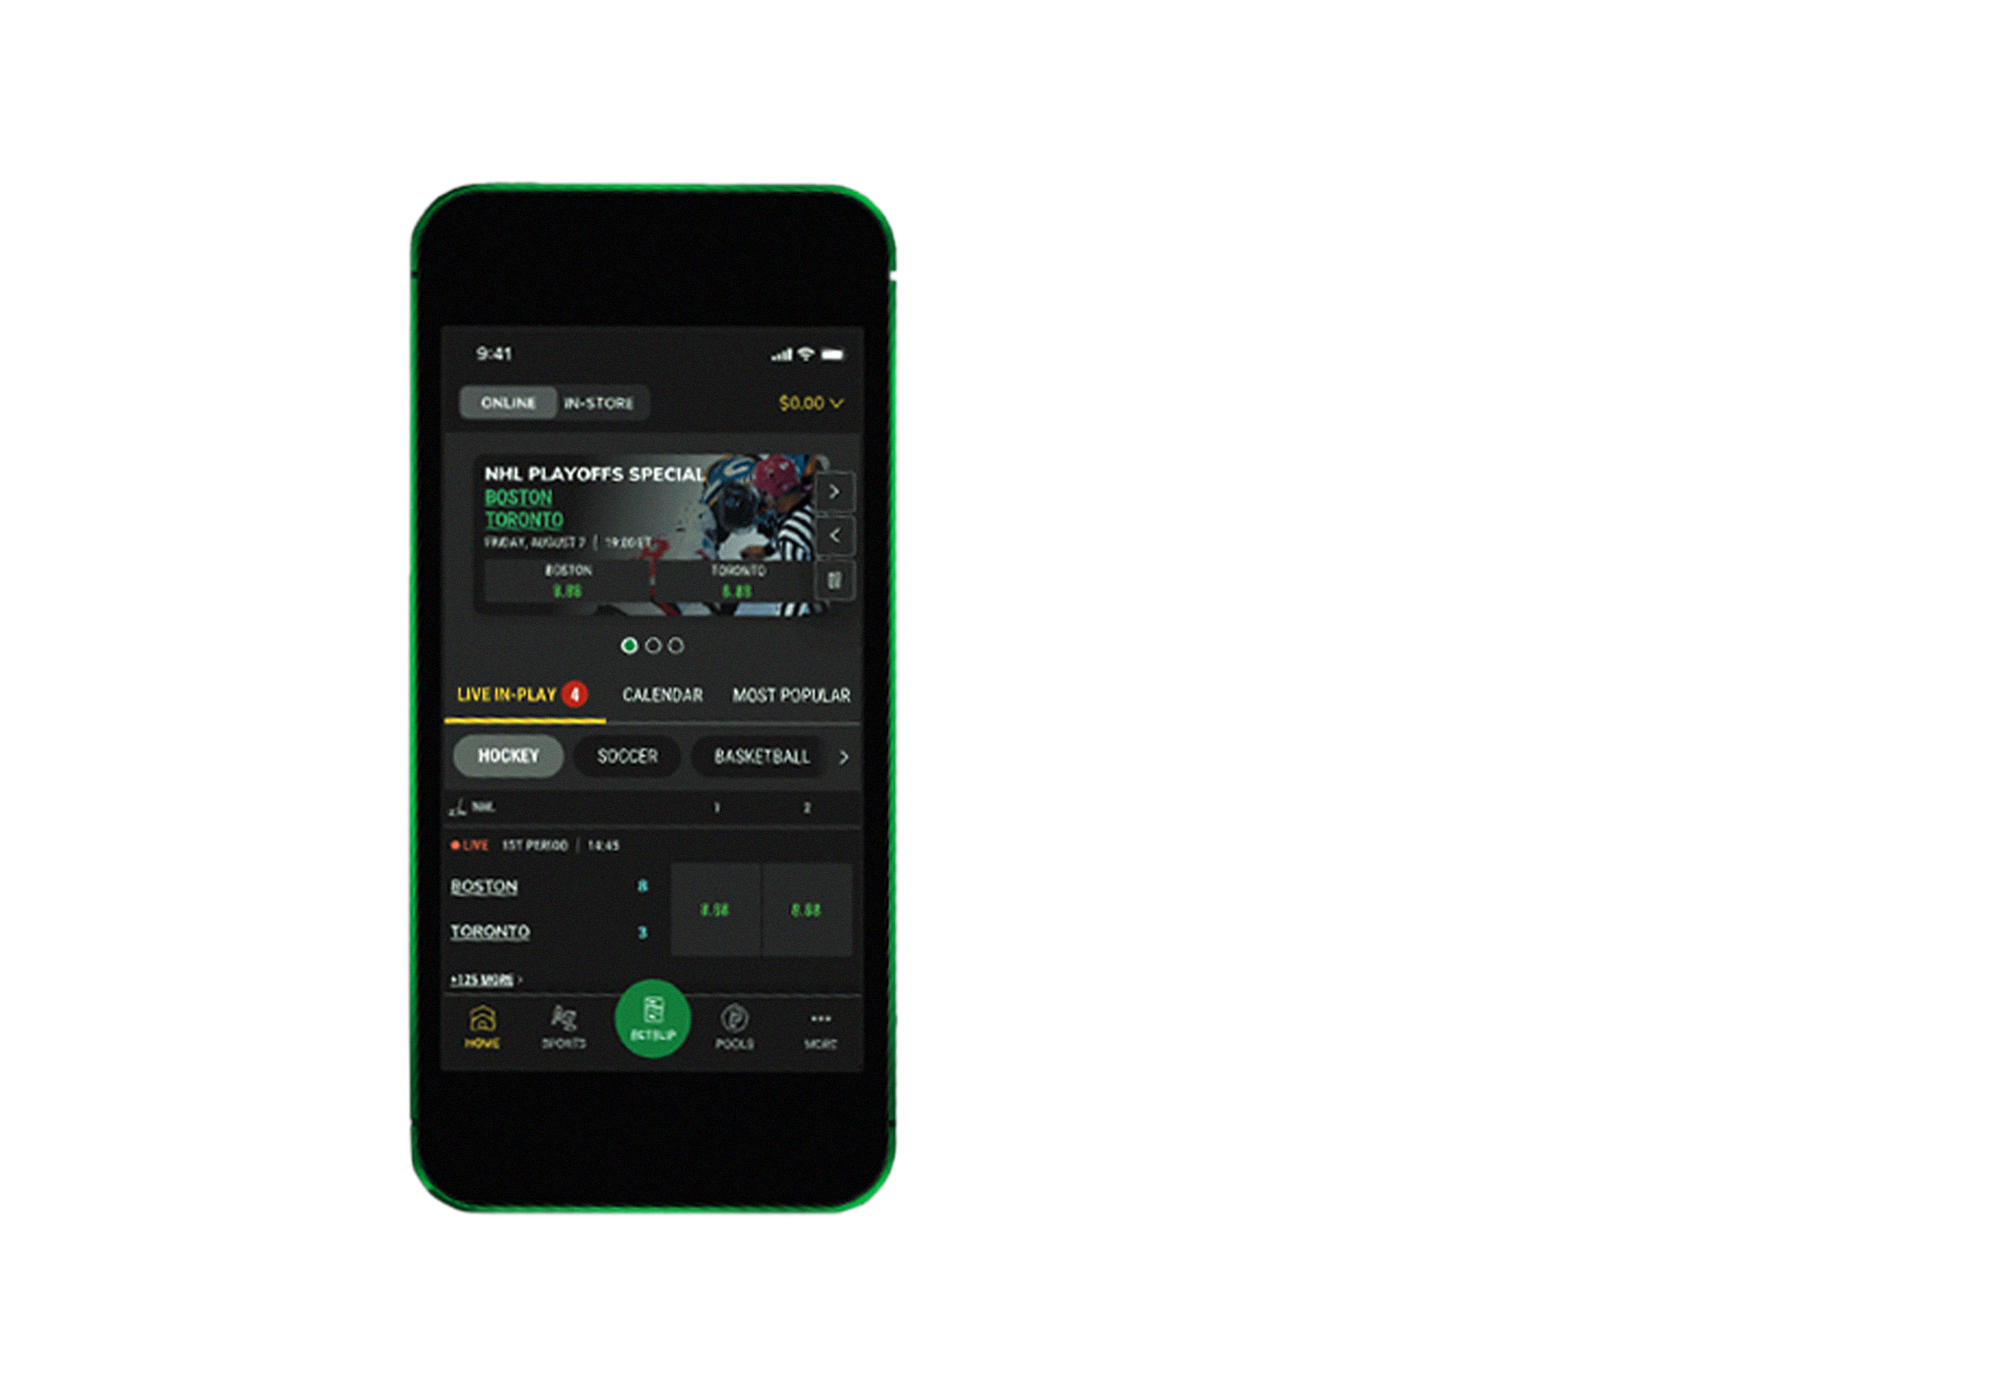 9:41
ONLINE IN-STORE $0.00
NHL PLAYOFFS SPECIAL
BOSTON
TORONTO
FRIDAY, AUGUST 7 | 19:00 ET
BOSTON TORONTO
8.88 8.88
LIVE IN-PLAY 4 CALENDAR MOST POPULAR
HOCKEY SOCCER BASKETBALL >
NHL 1 2
LIVE 1ST PERIOD | 14:45
BOSTON 8
8.88 8.88
TORONTO 3
+125 MORE >
HOME SPORTS BETSLIP POOLS MORE